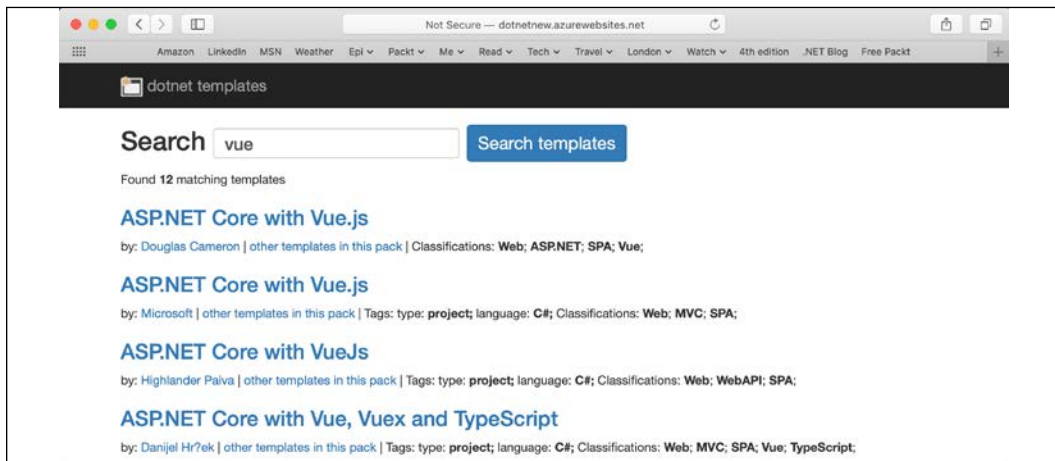 Not Secure — dotnetnew.azurewebsites.net
Amazon LinkedIn MSN Weather Epi Packt Me Read Tech Travel London Watch 4th edition .NET Blog Free Packt
dotnet templates
Search vue Search templates
Found 12 matching templates
ASP.NET Core with Vue.js
by: Douglas Cameron | other templates in this pack | Classifications: Web; ASP.NET; SPA; Vue;
ASP.NET Core with Vue.js
by: Microsoft | other templates in this pack | Tags: type: project; language: C#; Classifications: Web; MVC; SPA;
ASP.NET Core with VueJs
by: Highlander Paiva | other templates in this pack | Tags: type: project; language: C#; Classifications: Web; WebAPI; SPA;
ASP.NET Core with Vue, Vuex and TypeScript
by: Danijel Hr?ek | other templates in this pack | Tags: type: project; language: C#; Classifications: Web; MVC; SPA; Vue; TypeScript;